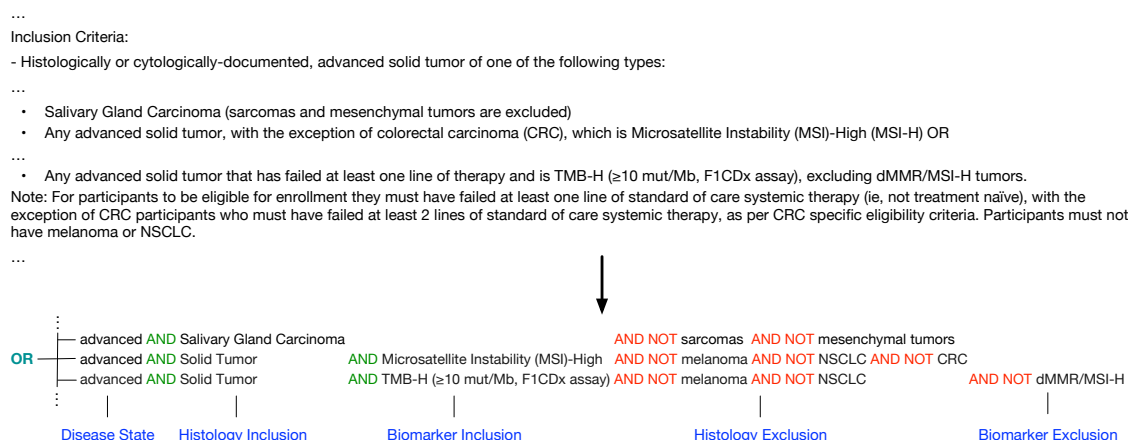 ...
Inclusion Criteria:
- Histologically or cytologically-documented, advanced solid tumor of one of the following types:
...
• Salivary Gland Carcinoma (sarcomas and mesenchymal tumors are excluded)
• Any advanced solid tumor, with the exception of colorectal carcinoma (CRC), which is Microsatellite Instability (MSI)-High (MSI-H) OR
...
• Any advanced solid tumor that has failed at least one line of therapy and is TMB-H (≥10 mut/Mb, F1CDx assay), excluding dMMR/MSI-H tumors.
Note: For participants to be eligible for enrollment they must have failed at least one line of standard of care systemic therapy (ie, not treatment naïve), with the
exception of CRC participants who must have failed at least 2 lines of standard of care systemic therapy, as per CRC specific eligibility criteria. Participants must not
have melanoma or NSCLC.
...
advanced AND Salivary Gland Carcinoma AND NOT sarcomas AND NOT mesenchymal tumors
OR advanced AND Solid Tumor AND Microsatellite Instability (MSI)-High AND NOT melanoma AND NOT NSCLC AND NOT CRC
advanced AND Solid Tumor AND TMB-H (≥10 mut/Mb, F1CDx assay) AND NOT melanoma AND NOT NSCLC AND NOT dMMR/MSI-H
Disease State Histology Inclusion Biomarker Inclusion Histology Exclusion Biomarker Exclusion